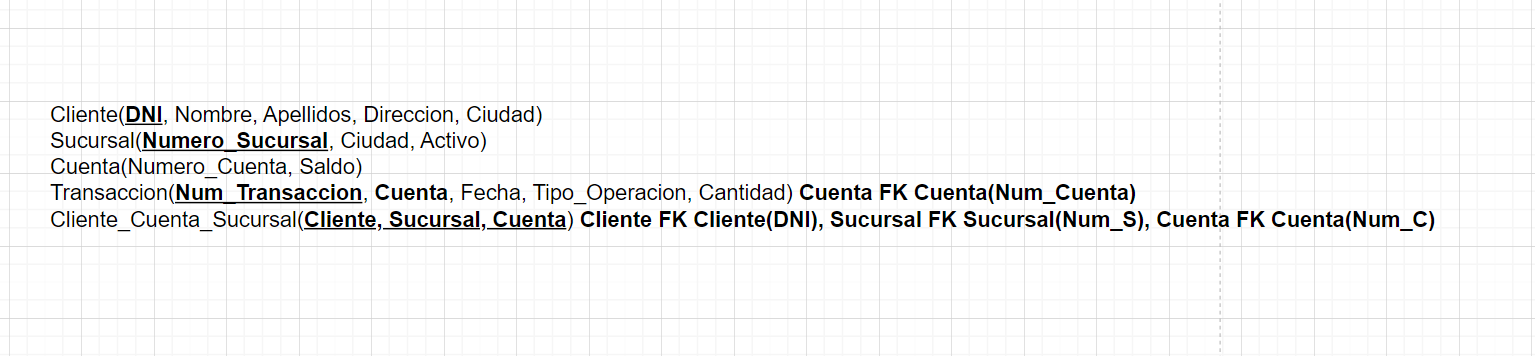 Cliente(DNI, Nombre, Apellidos, Direccion, Ciudad)
Sucursal(Numero_Sucursal, Ciudad, Activo)
Cuenta(Numero_Cuenta, Saldo)
Transaccion(Num_Transaccion, Cuenta, Fecha, Tipo_Operacion, Cantidad) Cuenta FK Cuenta(Num_Cuenta)
Cliente_Cuenta_Sucursal(Cliente, Sucursal, Cuenta) Cliente FK Cliente(DNI), Sucursal FK Sucursal(Num_S), Cuenta FK Cuenta(Num_C)